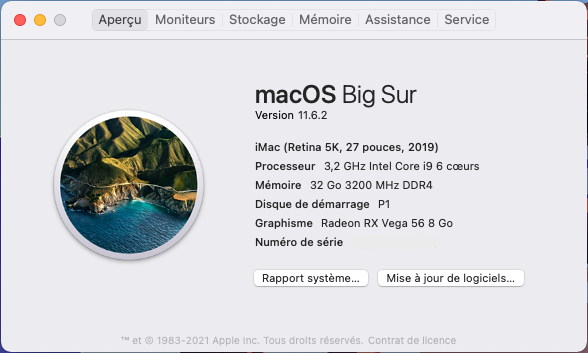 Aperçu Moniteurs Stockage Mémoire Assistance Service
macOS Big Sur
Version 11.6.2
iMac (Retina 5K, 27 pouces, 2019)
Processeur 3,2 GHz Intel Core i9 6 cœurs
Mémoire 32 Go 3200 MHz DDR4
Disque de démarrage P1
Graphisme Radeon RX Vega 56 8 Go
Numéro de série
Rapport système... Mise à jour de logiciels...
™ et © 1983-2021 Apple Inc. Tous droits réservés. Contrat de licence